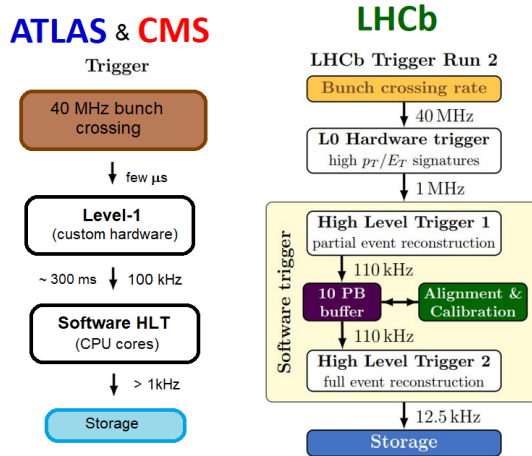 ATLAS & CMS
Trigger
40 MHz bunch
crossing
few µs
Level-1
(custom hardware)
~ 300 ms
100 kHz
Software HLT
(CPU cores)
> 1kHz
Storage
LHCb
LHCb Trigger Run 2
Bunch crossing rate
40 MHz
L0 Hardware trigger
high pT/ET signatures
1 MHz
Software trigger
High Level Trigger 1
partial event reconstruction
110 kHz
10 PB
buffer
Alignment &
Calibration
110 kHz
High Level Trigger 2
full event reconstruction
12.5 kHz
Storage